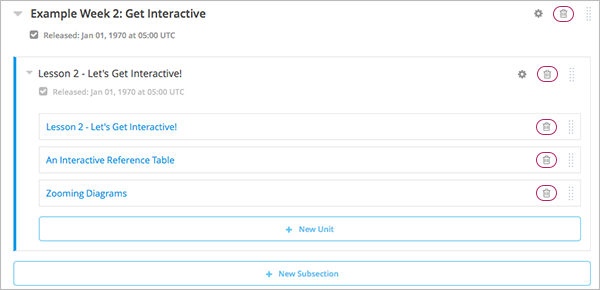 Example Week 2: Get Interactive
Released: Jan 01, 1970 at 05:00 UTC
Lesson 2 - Let's Get Interactive!
Released: Jan 01, 1970 at 05:00 UTC
Lesson 2 - Let's Get Interactive!
An Interactive Reference Table
Zooming Diagrams
+ New Unit
+ New Subsection